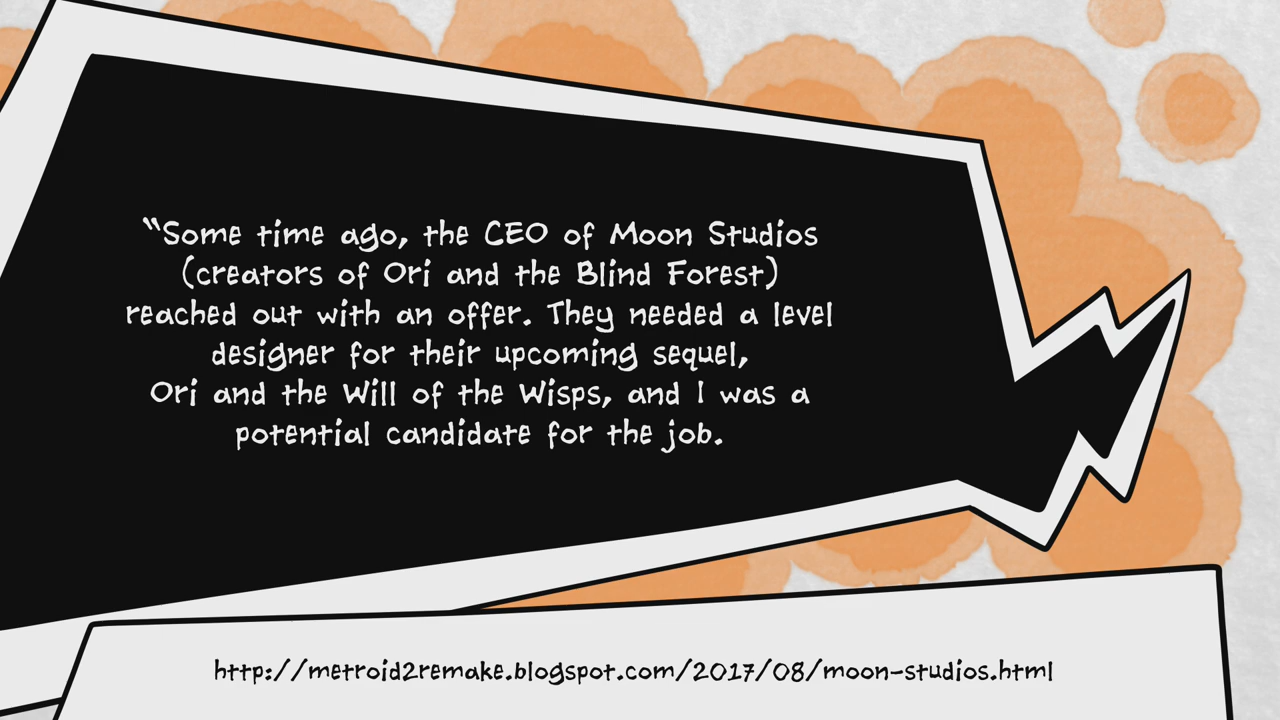 “Some time ago, the CEO of Moon Studios
(creators of Ori and the Blind Forest)
reached out with an offer. They needed a level
designer for their upcoming sequel,
Ori and the Will of the Wisps, and I was a
potential candidate for the job.
http://metroid2remake.blogspot.com/2017/08/moon-studios.html